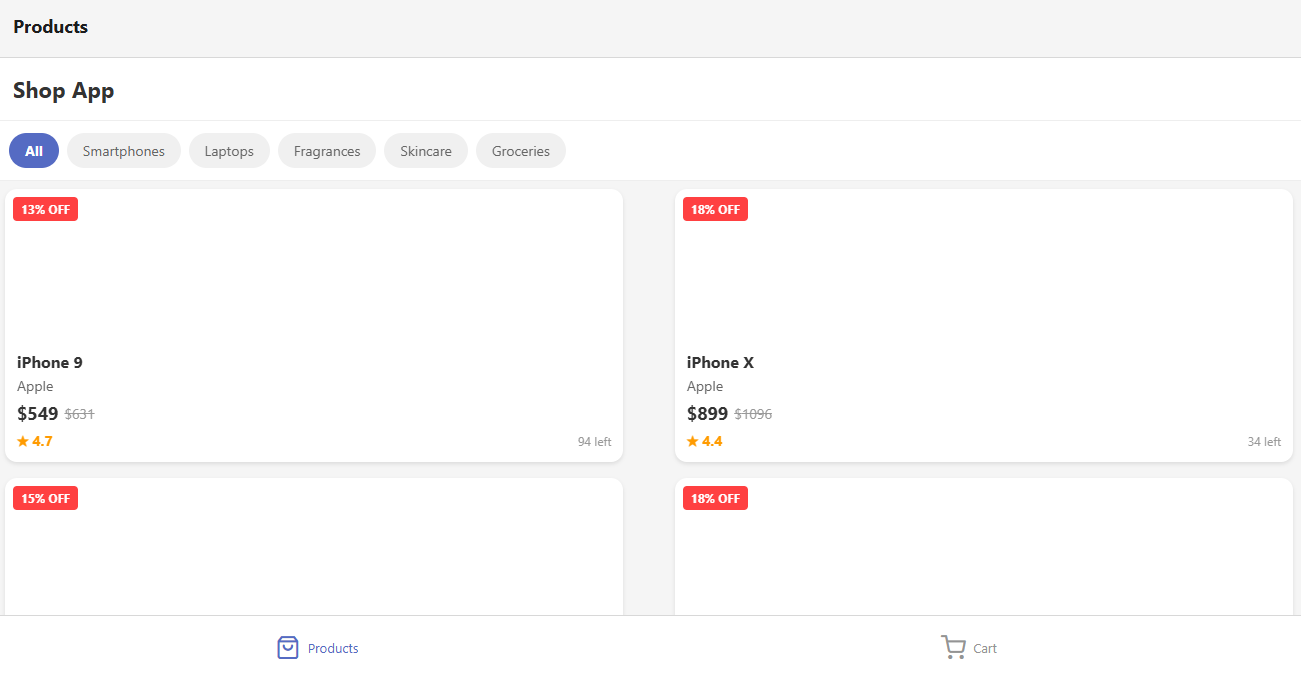 Products
Shop App
All Smartphones Laptops Fragrances Skincare Groceries
13% OFF
iPhone 9
Apple
$549 $631
★ 4.7 94 left
18% OFF
iPhone X
Apple
$899 $1096
★ 4.4 34 left
15% OFF
18% OFF
Products Cart